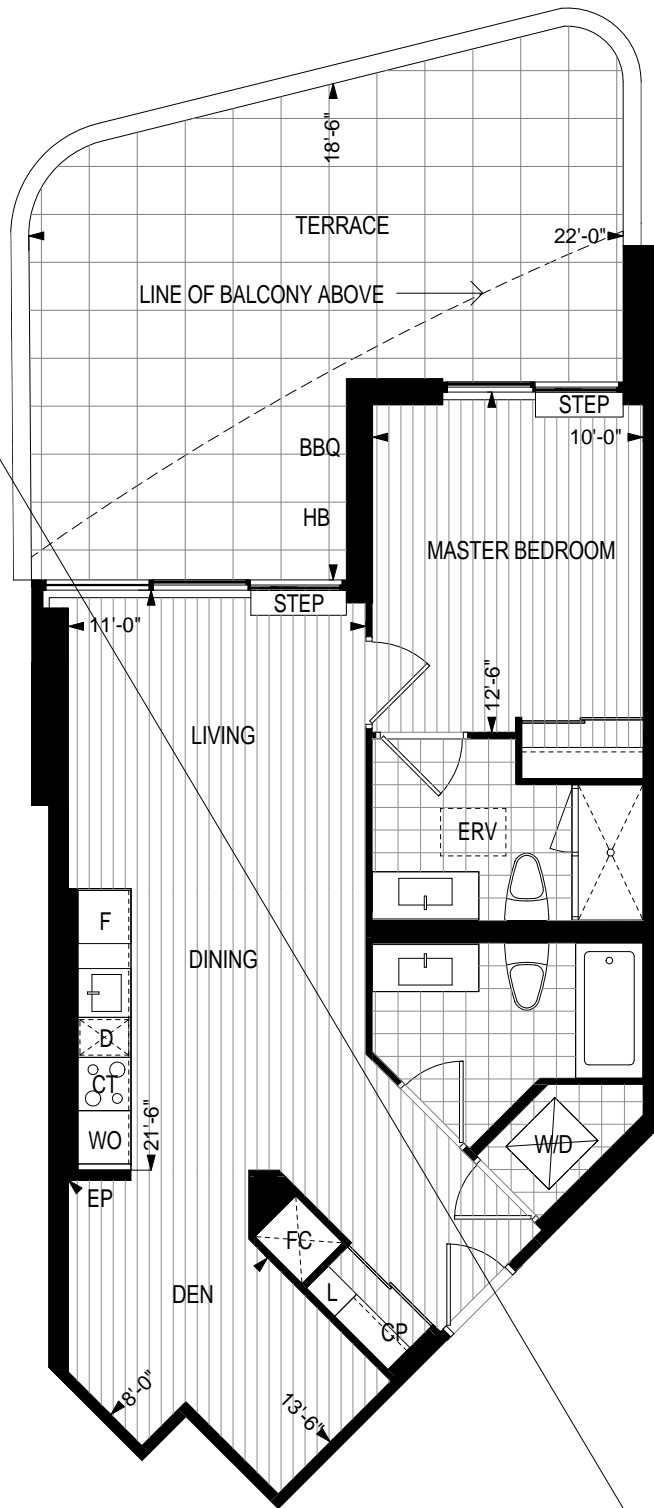 18'-6"
TERRACE
22'-0"
LINE OF BALCONY ABOVE
STEP
10'-0"
BBQ
HB
MASTER BEDROOM
STEP
11'-0"
12'-6"
LIVING
ERV
F
DINING
D
CT
WO
21'-6"
W/D
EP
FC
DEN
L
CP
8'-0"
13'-6"